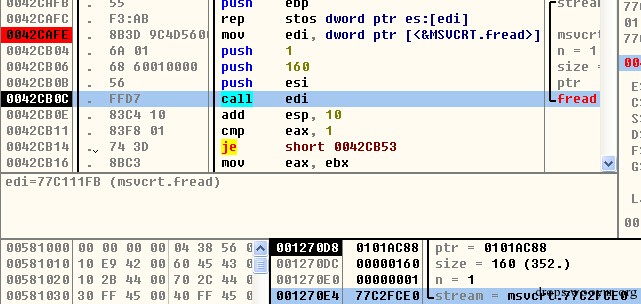 0042CAFB . 55 push ebp stream
0042CAFC . F3:AB rep stos dword ptr es:[edi]
0042CAFE . 8B3D 9C4D5600 mov edi, dword ptr [<&MSVCRT.fread>] msvcrt
0042CB04 . 6A 01 push 1 n = 1
0042CB06 . 68 60010000 push 160 size =
0042CB0B . 56 push esi ptr
0042CB0C . FFD7 call edi fread
0042CB0E . 83C4 10 add esp, 10
0042CB11 . 83F8 01 cmp eax, 1
0042CB14 . 74 3D je short 0042CB53
0042CB16 . 8BC3 mov eax, ebx
edi=77C111FB (msvcrt.fread)
00581000 00 00 00 00 04 38 56 0
00581010 10 E9 42 00 60 45 43 0
00581020 10 2B 44 00 70 2C 44 0
00581030 30 FF 45 00 40 FF 45 0
001270D8 0101AC88 ptr = 0101AC88
001270DC 00000160 size = 160 (352.)
001270E0 00000001 n = 1
001270E4 77C2FCE0 stream = msvcrt.77C2FCE0